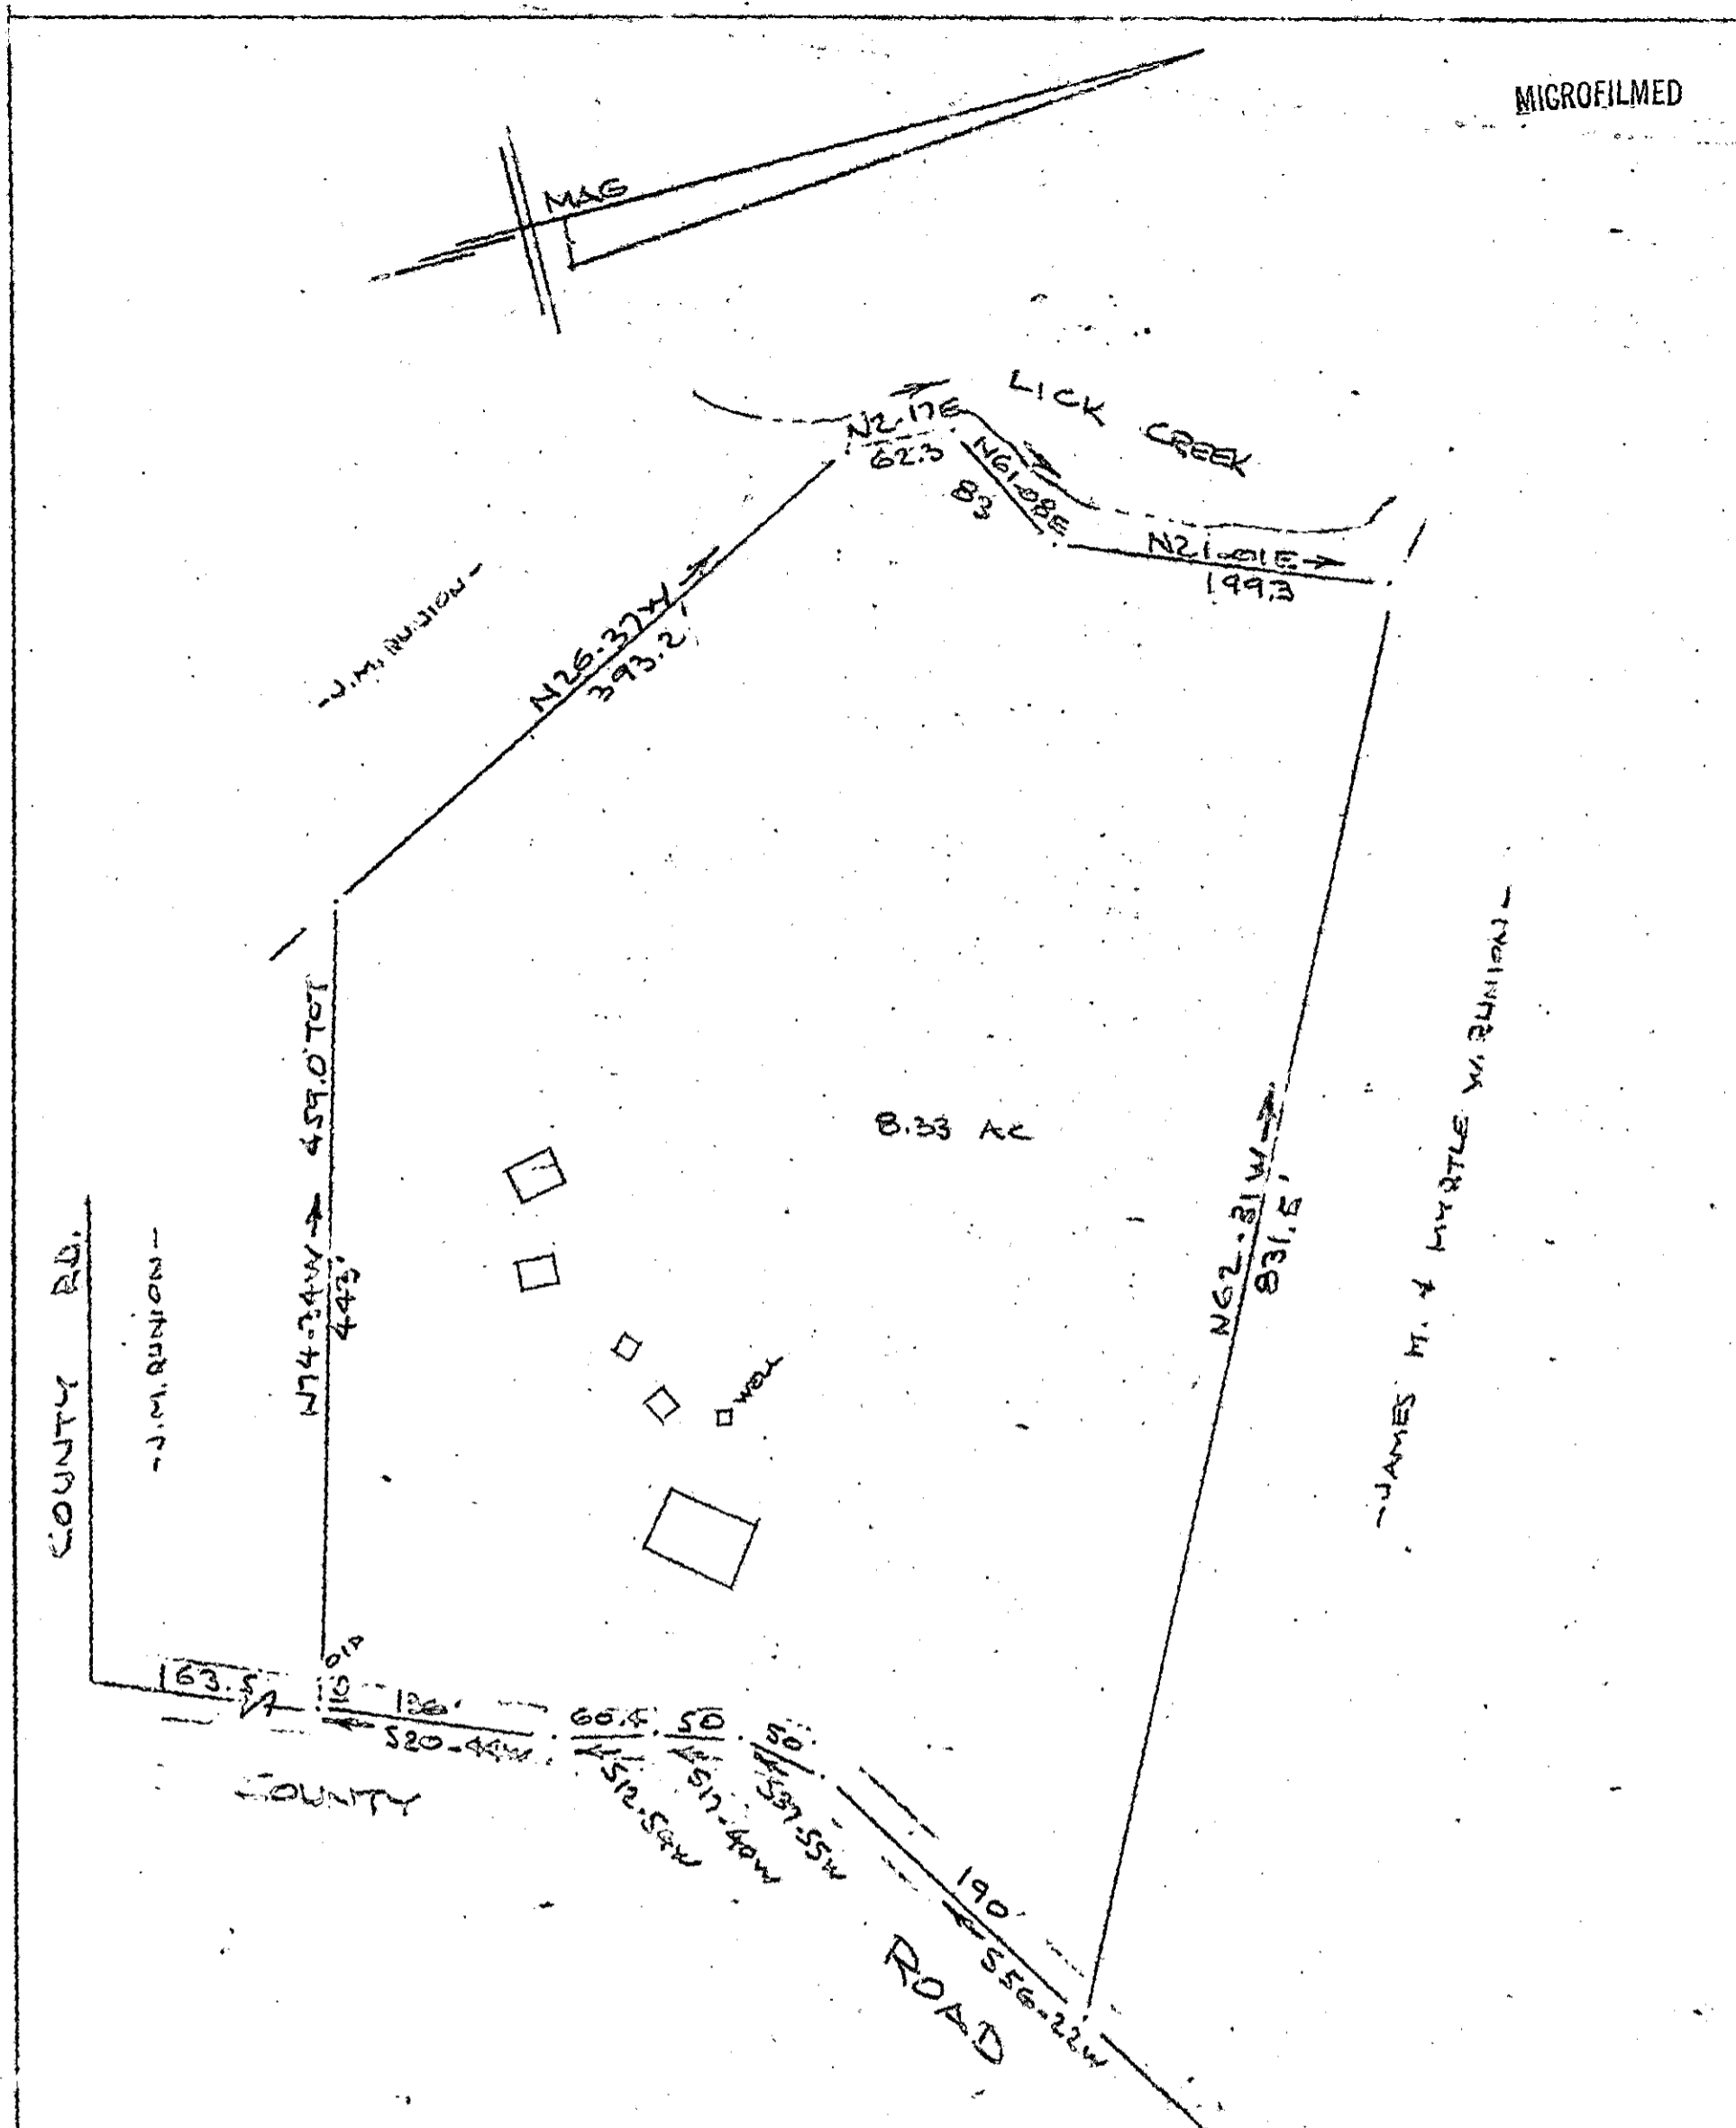 MICROFILMED
MAG
LICK CREEK
N2-17E
62.3
N61-08E
83
N21-01E
199.3
-J.M. RUNION-
N26-37W
393.2'
459.0' TOT
N74-34W
443'
8.33 AC
N62-31W
831.5'
-JAMES M. & MYRTLE W. RUNION-
COUNTY RD.
-J.M. RUNION-
WELL
163.5'
10
136'
S20-44W
66.4
S12-59W
50
S17-40W
50
S37-55W
190'
S56-22W
COUNTY
ROAD